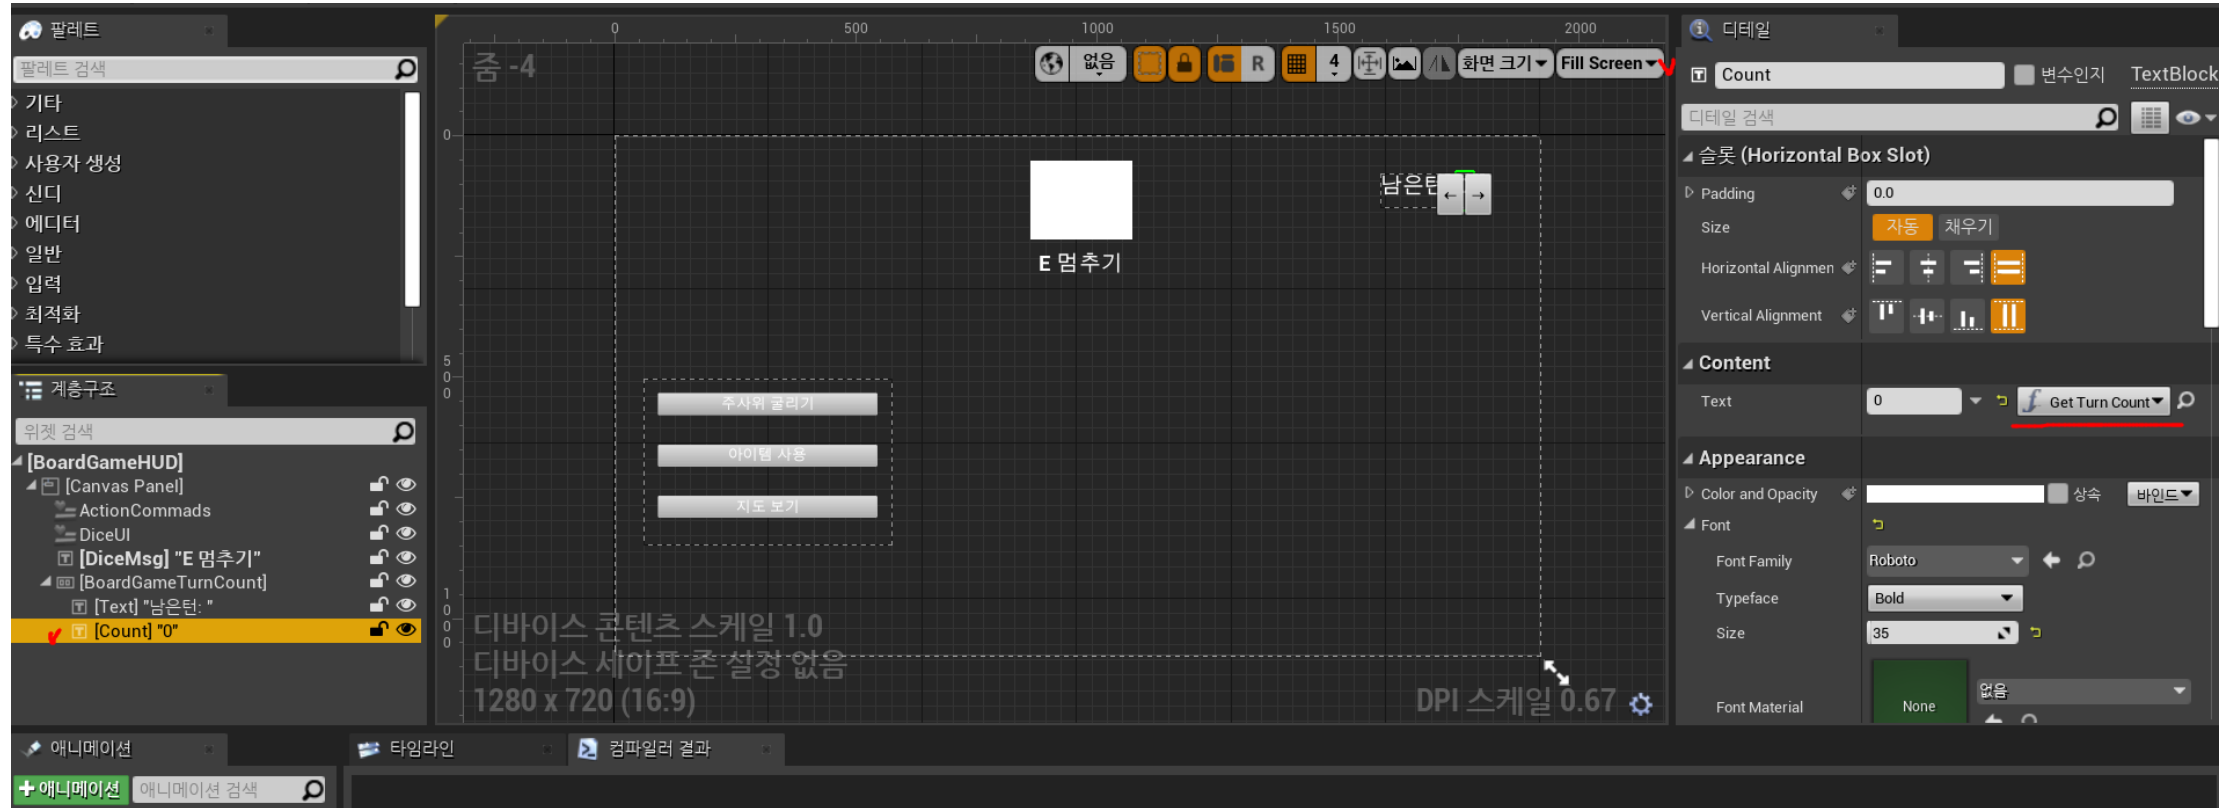 팔레트
팔레트 검색
기타
리스트
사용자 생성
신디
에디터
일반
입력
최적화
특수 효과
계층구조
위젯 검색
[BoardGameHUD]
[Canvas Panel]
ActionCommads
DiceUI
[DiceMsg] "E 멈추기"
[BoardGameTurnCount]
[Text] "남은턴: "
[Count] "0"
0 500 1000 1500 2000
줌 -4
없음
R
4
화면 크기
Fill Screen
0
500
1000
남은턴
← →
E 멈추기
주사위 굴리기
아이템 사용
지도 보기
디바이스 콘텐츠 스케일 1.0
디바이스 세이프 존 설정 없음
1280 x 720 (16:9)
DPI 스케일 0.67
디테일
Count 변수인지 TextBlock
디테일 검색
슬롯 (Horizontal Box Slot)
Padding 0.0
Size 자동 채우기
Horizontal Alignmen
Vertical Alignment
Content
Text 0 Get Turn Count
Appearance
Color and Opacity 상속 바인드
Font
Font Family Roboto
Typeface Bold
Size 35
Font Material None 없음
애니메이션
타임라인
컴파일러 결과
+ 애니메이션
애니메이션 검색